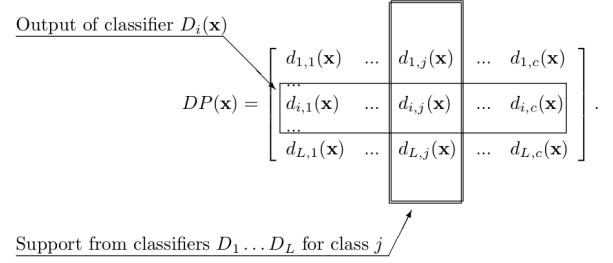 Output of classifier D_i(x)
d_{1,1}(x) ... d_{1,j}(x) ... d_{1,c}(x)
...
DP(x) = d_{i,1}(x) ... d_{i,j}(x) ... d_{i,c}(x) .
...
d_{L,1}(x) ... d_{L,j}(x) ... d_{L,c}(x)
Support from classifiers D_1 ... D_L for class j